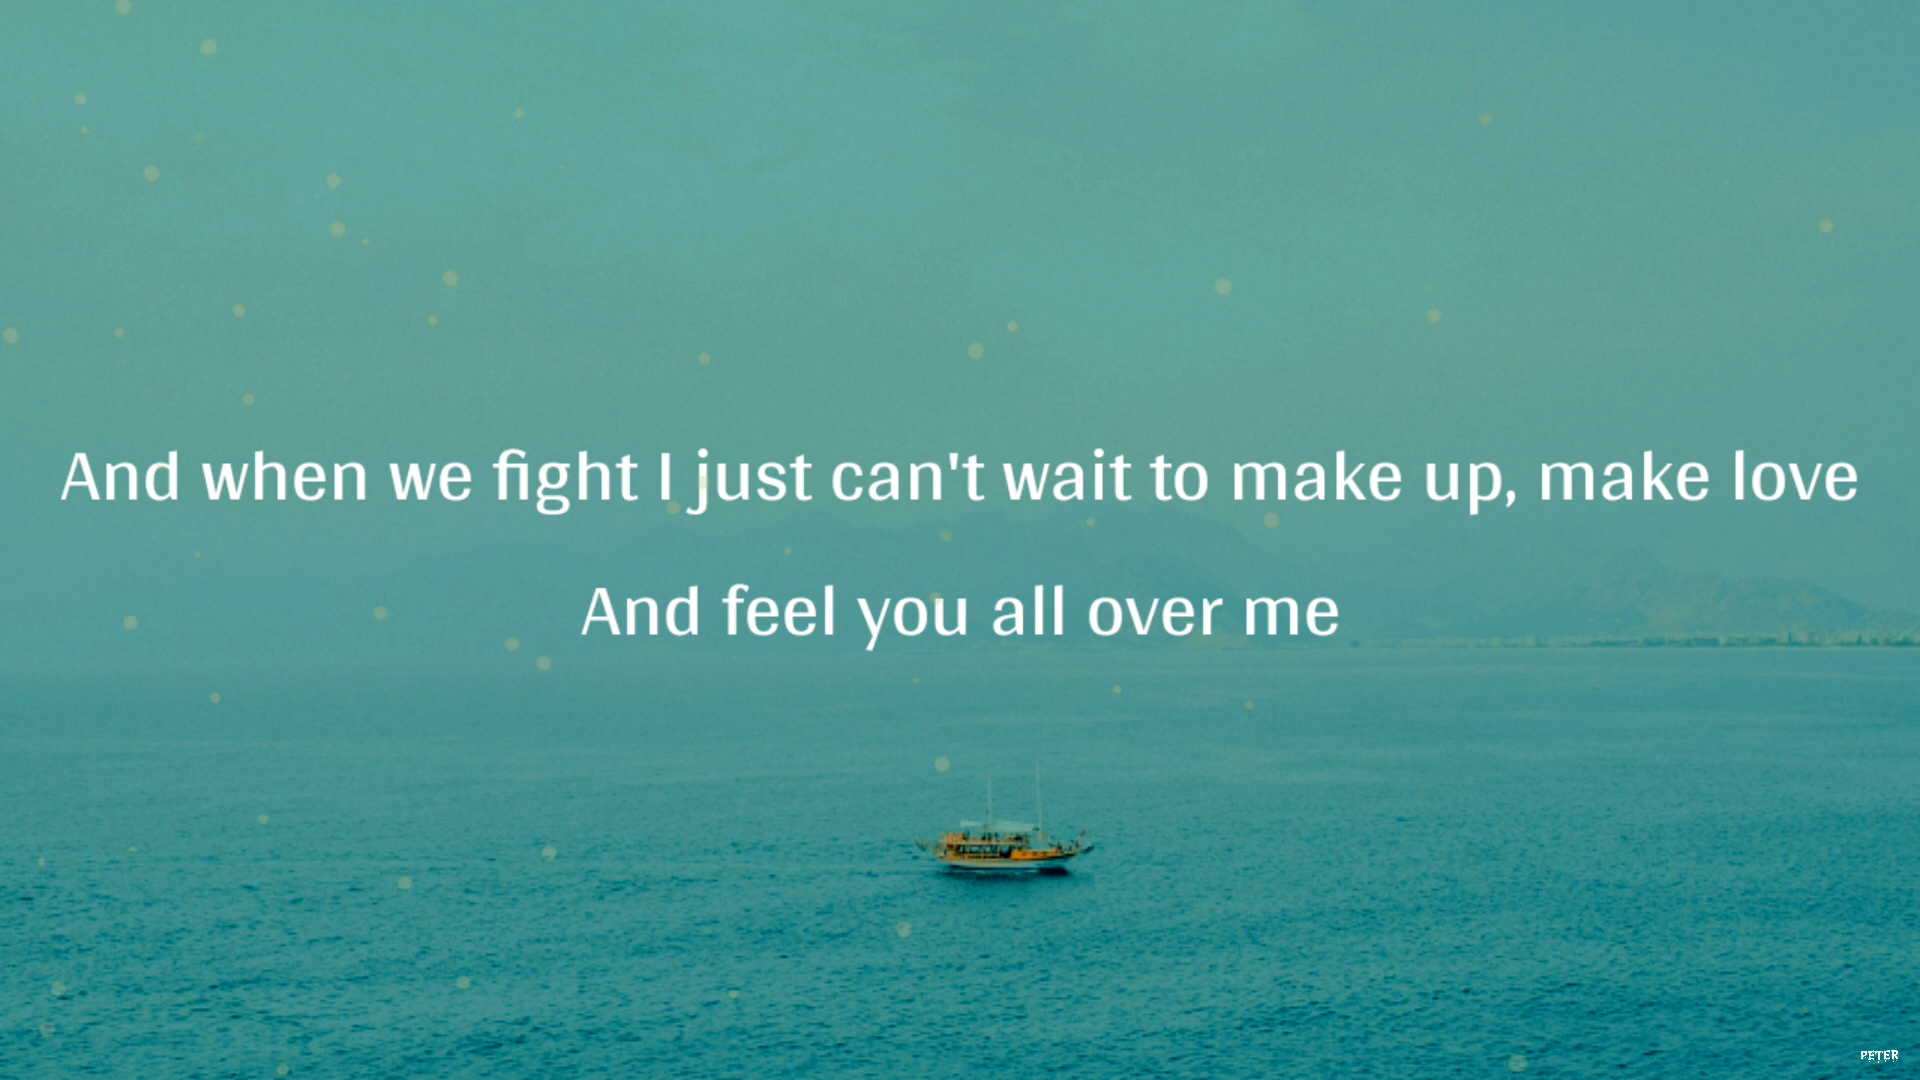 And when we fight I just can't wait to make up, make love
And feel you all over me
PETER